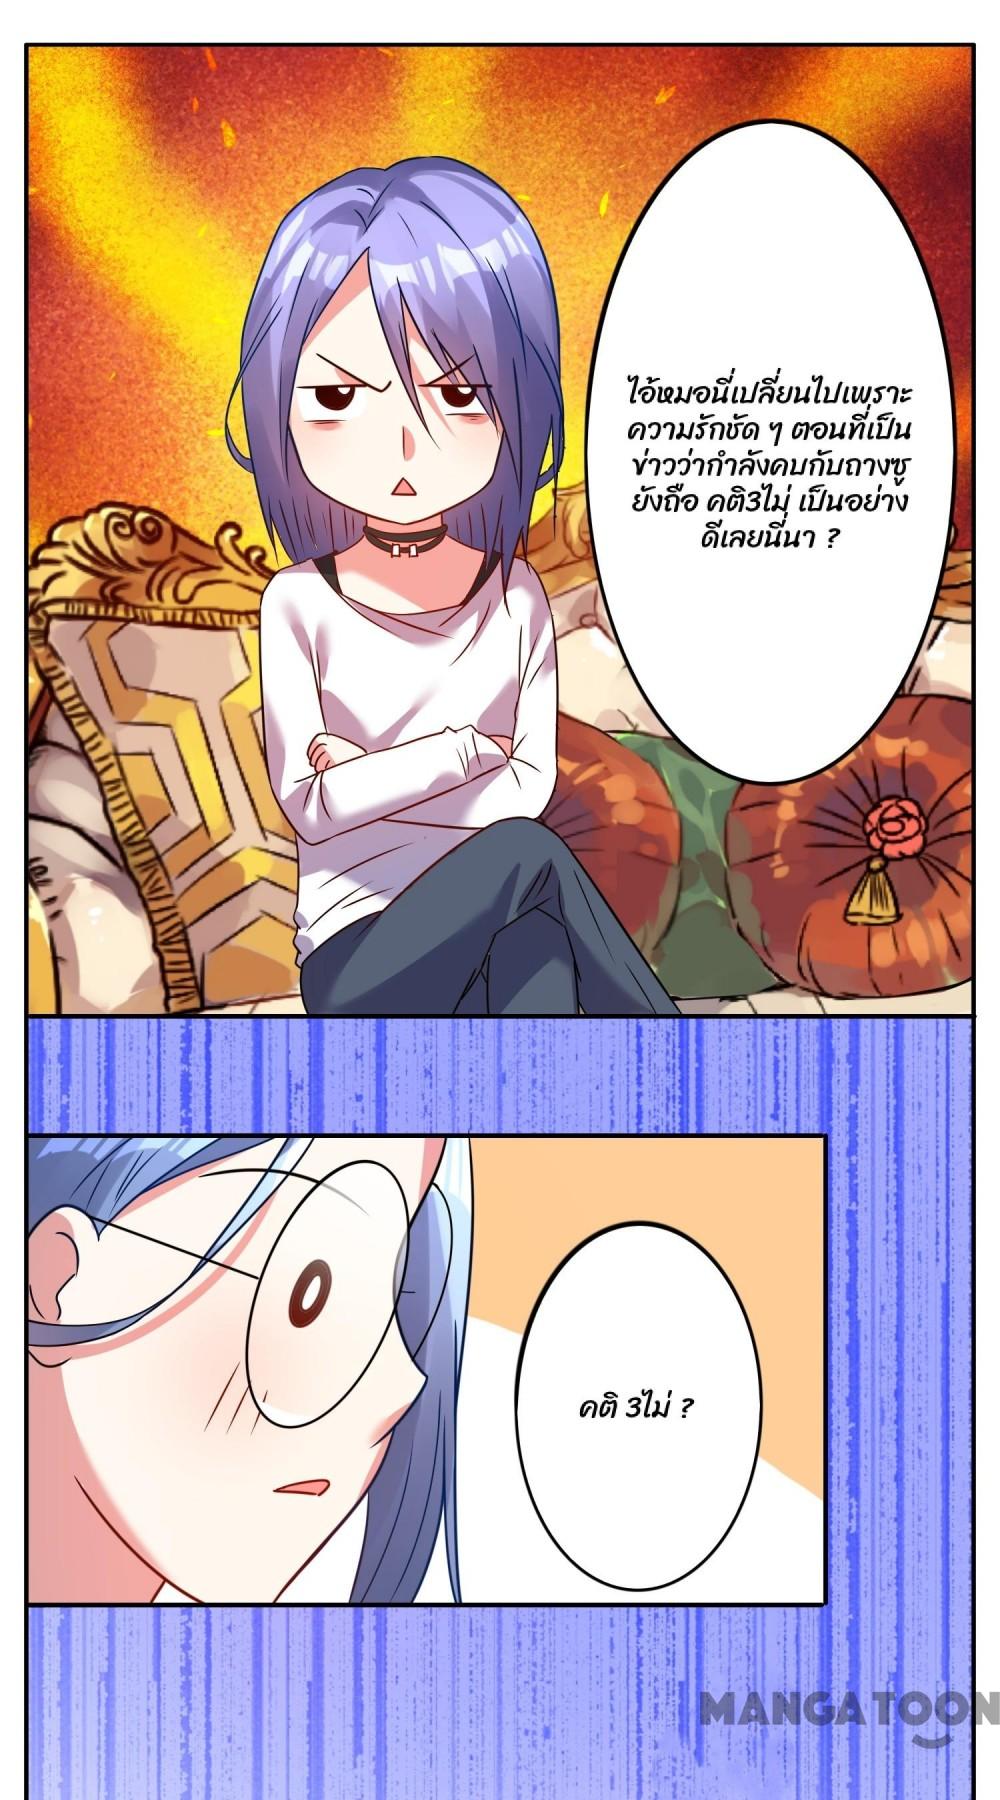 ไอ้หมอนี่เปลี่ยนไปเพราะ
ความรักชัด ๆ ตอนที่เป็น
ข่าวว่ากำลังคบกับถางซู
ยังถือ คติ3ไม่ เป็นอย่าง
ดีเลยนี่นา ?
คติ 3ไม่ ?
MANGATOON